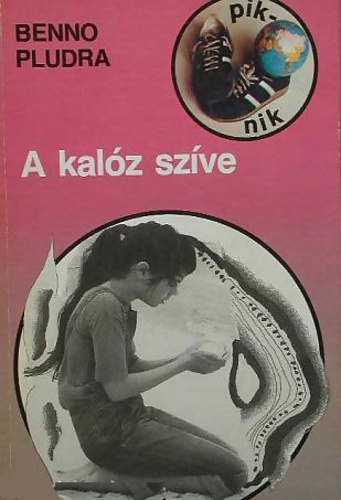 BENNO
PLUDRA
pik-
nik
A kalóz szíve